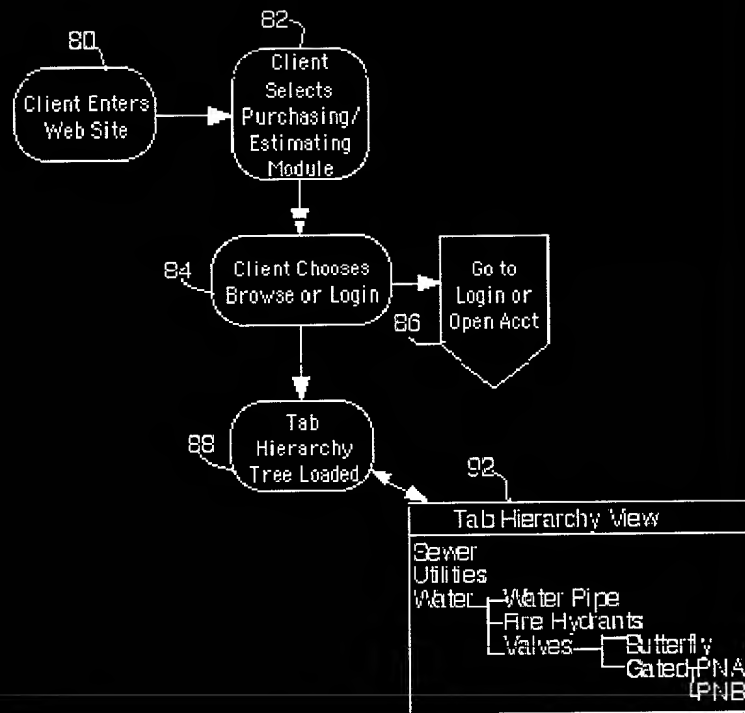 80
82
Client Enters
Web Site
Client
Selects
Purchasing/
Estimating
Module
84
Client Chooses
Browse or Login
Go to
Login or
Open Acct
86
88
Tab
Hierarchy
Tree Loaded
92
Tab Hierarchy View
Sewer
Utilities
Water Water Pipe
Fire Hydrants
Valves Butterfly
Gated PNA
PNB